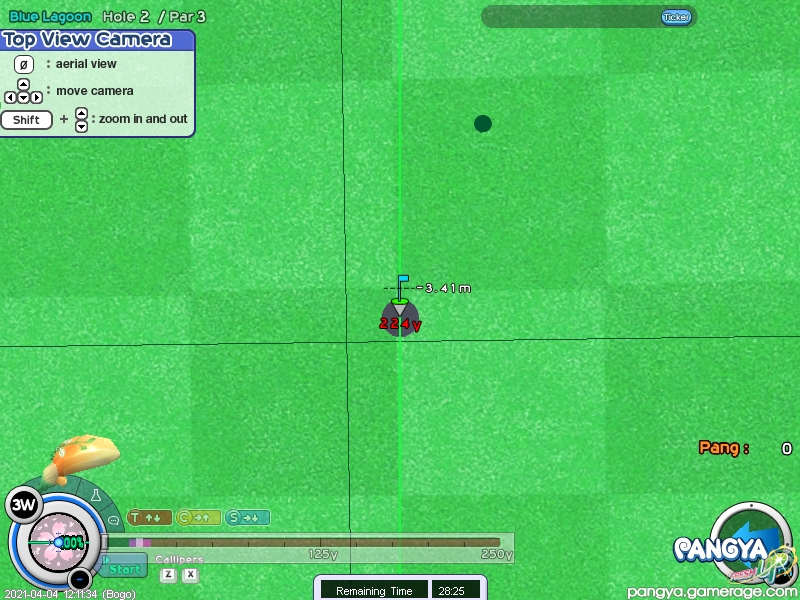 Blue Lagoon Hole 2 / Par 3
Ticker
Top View Camera
0 : aerial view
: move camera
Shift + : zoom in and out
-3.41m
224y
Pang : 0
3W
T C S
100%
125y 250y
Start
Callipers
Z X
PANGYA
Remaining Time 28:25
2021-04-04 12:11:34 (Bogo)
pangya.gamerage.com